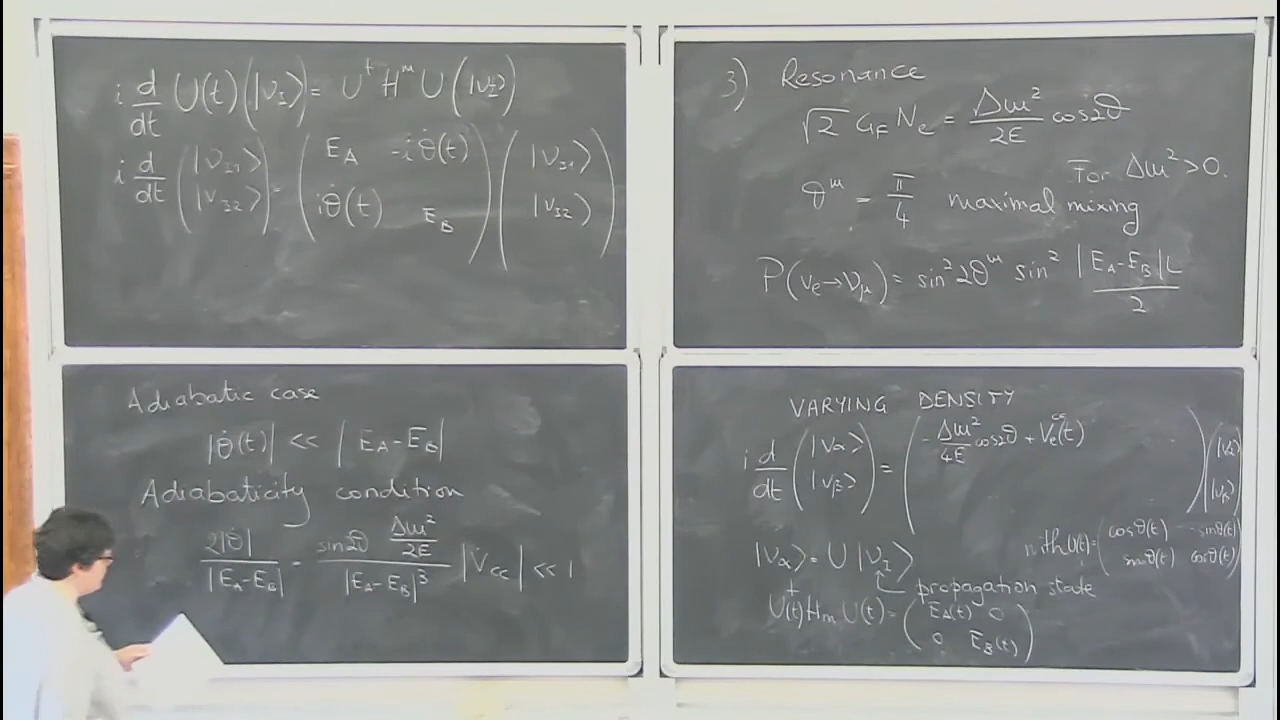 i d/dt U(t) (|ν_I⟩) = U† H^m U (|ν_I⟩)
i d/dt (|ν_I1⟩ |ν_I2⟩) = (E_A -iθ̇(t) iθ̇(t) E_B) (|ν_I1⟩ |ν_I2⟩)
Adiabatic case
|θ̇(t)| << |E_A-E_B|
Adiabaticity condition
2|θ̇| / |E_A-E_B| = sin2θ Δm²/2E / |E_A-E_B|³ |V̇_cc| << 1
3) Resonance
√2 G_F N_e = Δm²/2E cos2θ
For Δm²>0.
θ^m = π/4 maximal mixing
P(ν_e→ν_μ) = sin²2θ^m sin² |E_A-E_B|L / 2
VARYING DENSITY
i d/dt (|ν_α⟩ |ν_β⟩) = (-Δm²/4E cos2θ + V_e^cc(t) ) (|ν_α⟩ |ν_β⟩)
|ν_α⟩ = U |ν_I⟩
with U(t) = (cosθ(t) -sinθ(t) sinθ(t) cosθ(t))
propagation state
U†(t) H_m U(t) = (E_A(t) 0 0 E_B(t))